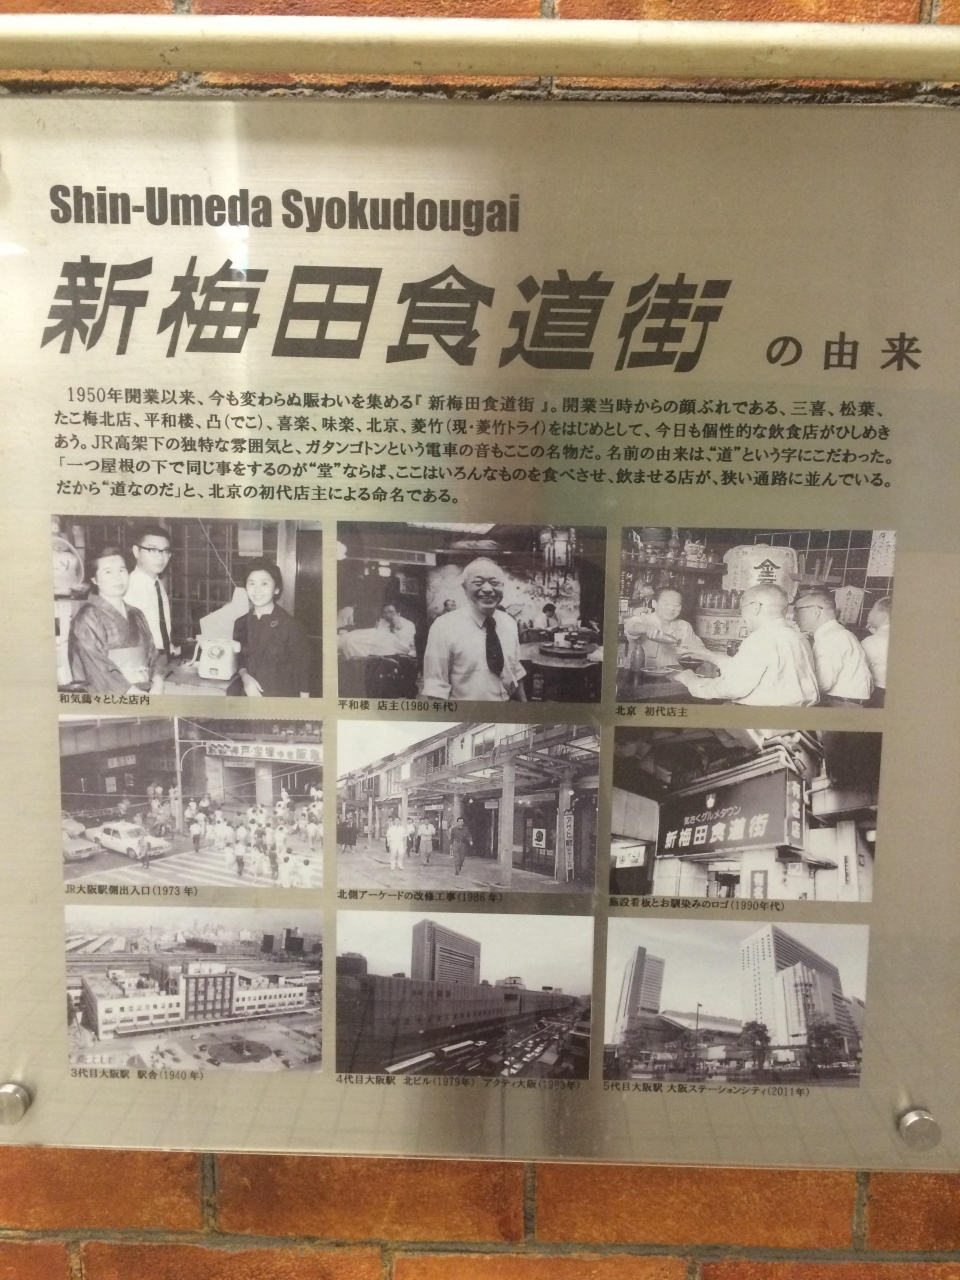 Shin-Umeda Syokudougai
新梅田食道街 の由来
1950年開業以来、今も変わらぬ賑わいを集める『 新梅田食道街 』。開業当時からの顔ぶれである、三喜、松葉、
たこ梅北店、平和楼、凸(でこ)、喜楽、味楽、北京、菱竹(現・菱竹トライ)をはじめとして、今日も個性的な飲食店がひしめき
あう。JR高架下の独特な雰囲気と、ガタンゴトンという電車の音もここの名物だ。名前の由来は、“道”という字にこだわった。
「一つ屋根の下で同じ事をするのが“堂”ならば、ここはいろんなものを食べさせ、飲ませる店が、狭い通路に並んでいる。
だから“道なのだ」と、北京の初代店主による命名である。
和気藹々とした店内
平和楼 店主(1980年代)
北京 初代店主
JR大阪駅側出入口(1973年)
北側アーケードの改修工事(1986年)
驚きくグルメタウン
新梅田食道街
施設看板とお馴染みのロゴ(1990年代)
3代目大阪駅 駅舎(1940年)
4代目大阪駅 北ビル(1979年) アクティ大阪(1983年)
5代目大阪駅 大阪ステーションシティ(2011年)